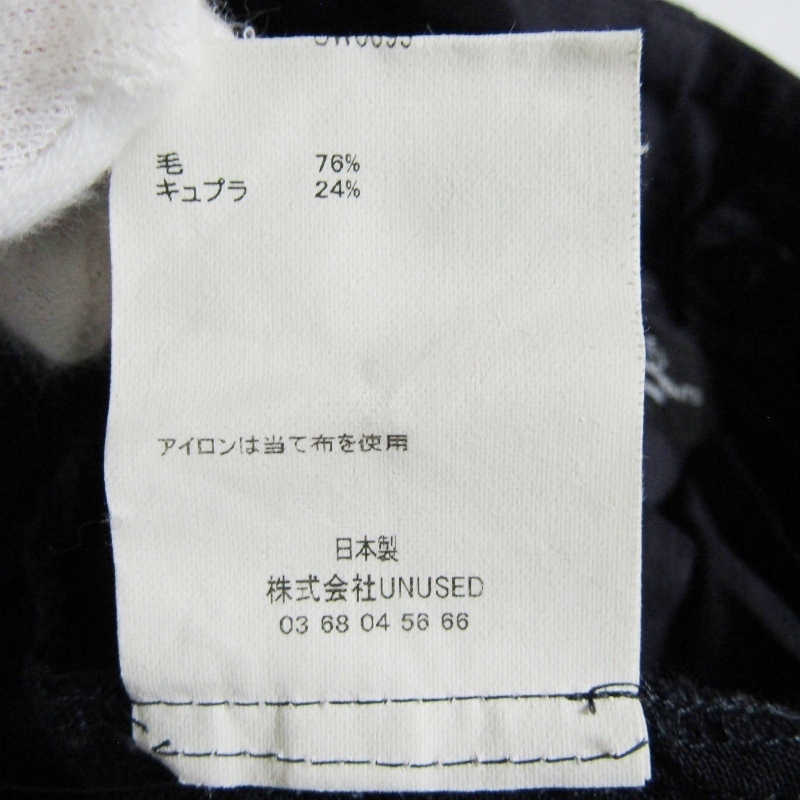 毛 76%
キュプラ 24%
アイロンは当て布を使用
日本製
株式会社UNUSED
03 68 04 56 66